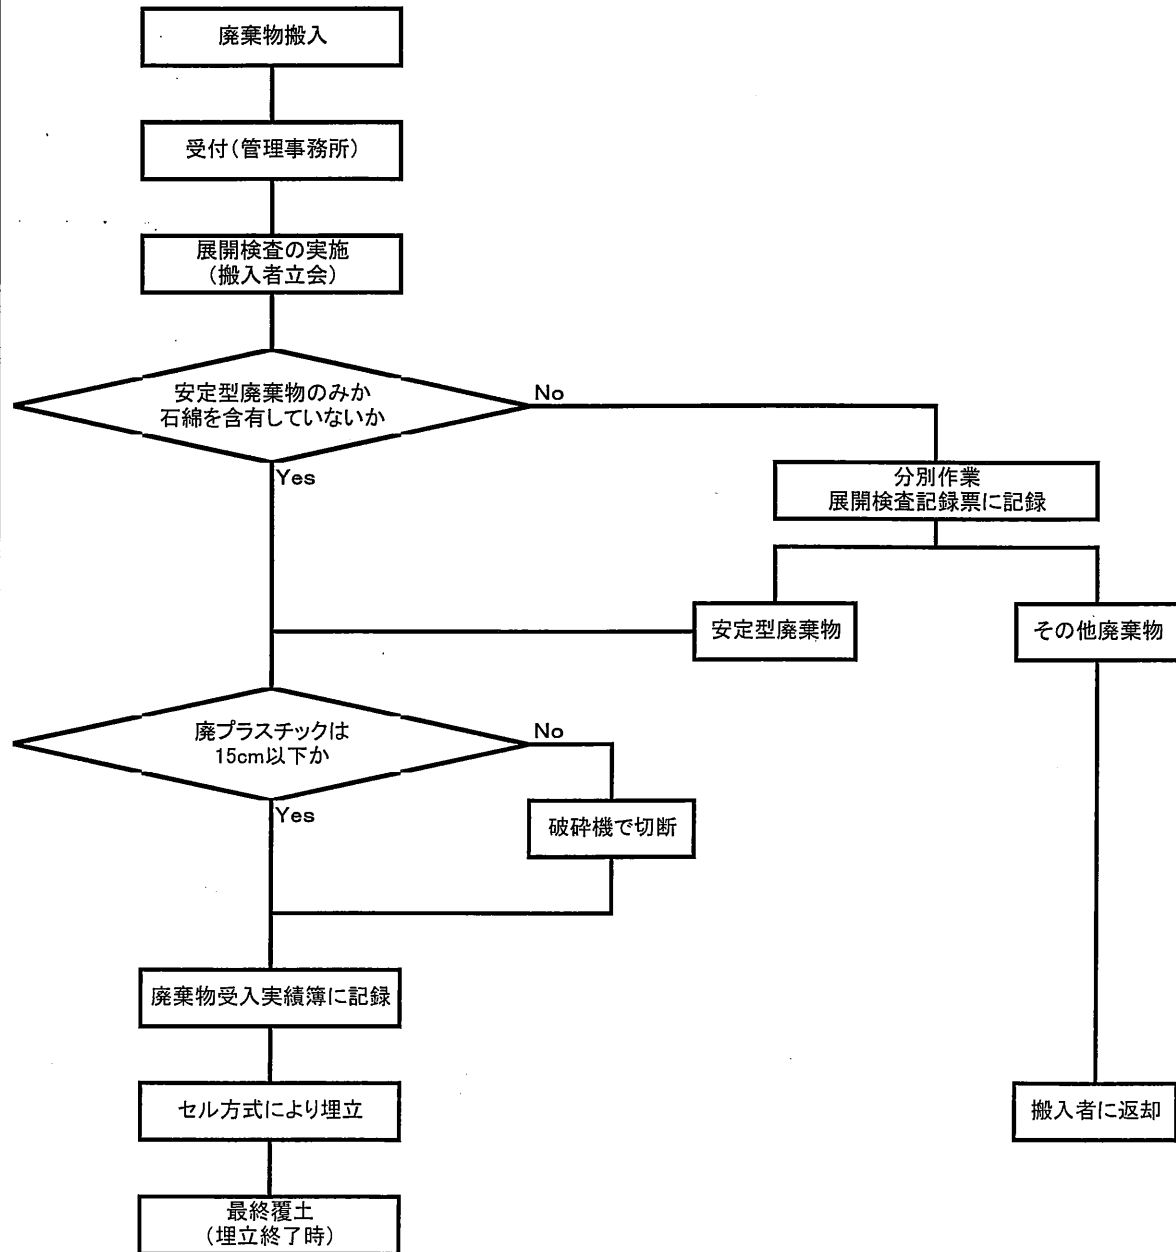 廃棄物搬入
受付(管理事務所)
展開検査の実施
(搬入者立会)
安定型廃棄物のみか
石綿を含有していないか
No
Yes
分別作業
展開検査記録票に記録
安定型廃棄物
その他廃棄物
廃プラスチックは
15cm以下か
No
Yes
破砕機で切断
廃棄物受入実績簿に記録
セル方式により埋立
搬入者に返却
最終覆土
(埋立終了時)